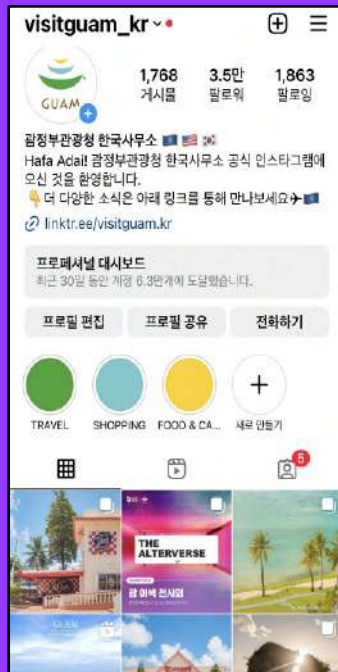 visitguam_kr
GUAM
1,768 3.5만 1,863
게시물 팔로워 팔로잉
괌정부관광청 한국사무소
Hafa Adai! 괌정부관광청 한국사무소 공식 인스타그램에
오신 것을 환영합니다.
👇더 다양한 소식은 아래 링크를 통해 만나보세요✈
linktr.ee/visitguam.kr
프로페셔널 대시보드
최근 30일 동안 계정 6.3만개에 도달했습니다.
프로필 편집 프로필 공유 전화하기
TRAVEL SHOPPING FOOD & CA... 새로 만들기
5
THE
ALTERVERSE
괌 이색 전시회
GUAM